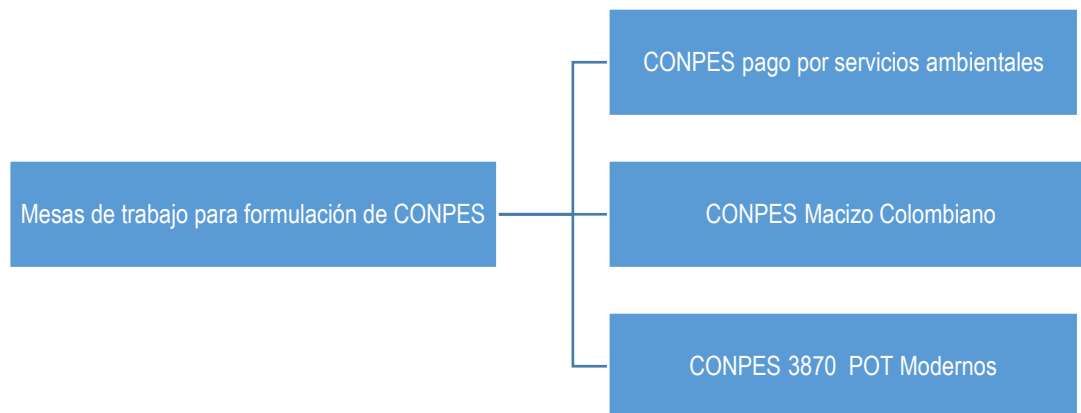 CONPES pago por servicios ambientales
Mesas de trabajo para formulación de CONPES
CONPES Macizo Colombiano
CONPES 3870  POT Modernos